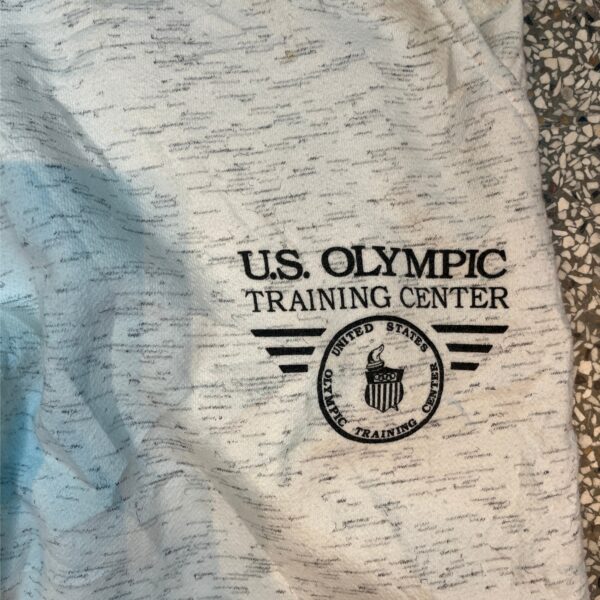 U.S. OLYMPIC
TRAINING CENTER
UNITED STATES
OLYMPIC TRAINING CENTER